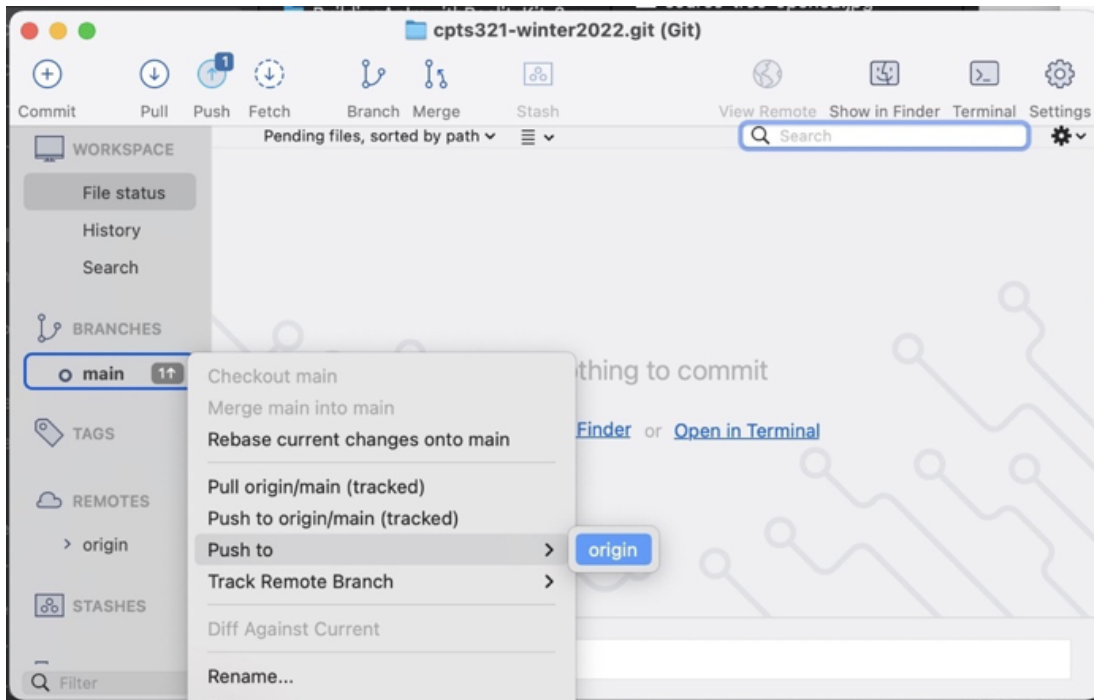 cpts321-winter2022.git (Git)
1
Commit Pull Push Fetch Branch Merge Stash View Remote Show in Finder Terminal Settings
WORKSPACE
Pending files, sorted by path
Search
File status
History
Search
BRANCHES
main 1↑
TAGS
REMOTES
origin
STASHES
Filter
Checkout main
Merge main into main
Rebase current changes onto main
Pull origin/main (tracked)
Push to origin/main (tracked)
Push to
origin
Track Remote Branch
Diff Against Current
Rename...
thing to commit
Finder or Open in Terminal